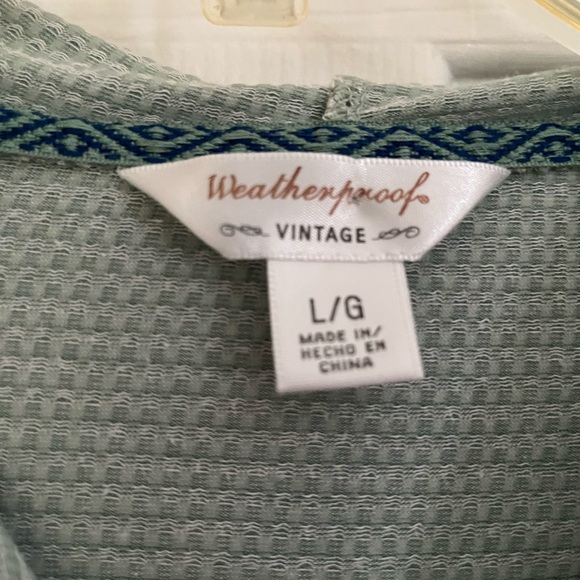 Weatherproof
VINTAGE
L/G
MADE IN/
HECHO EN
CHINA